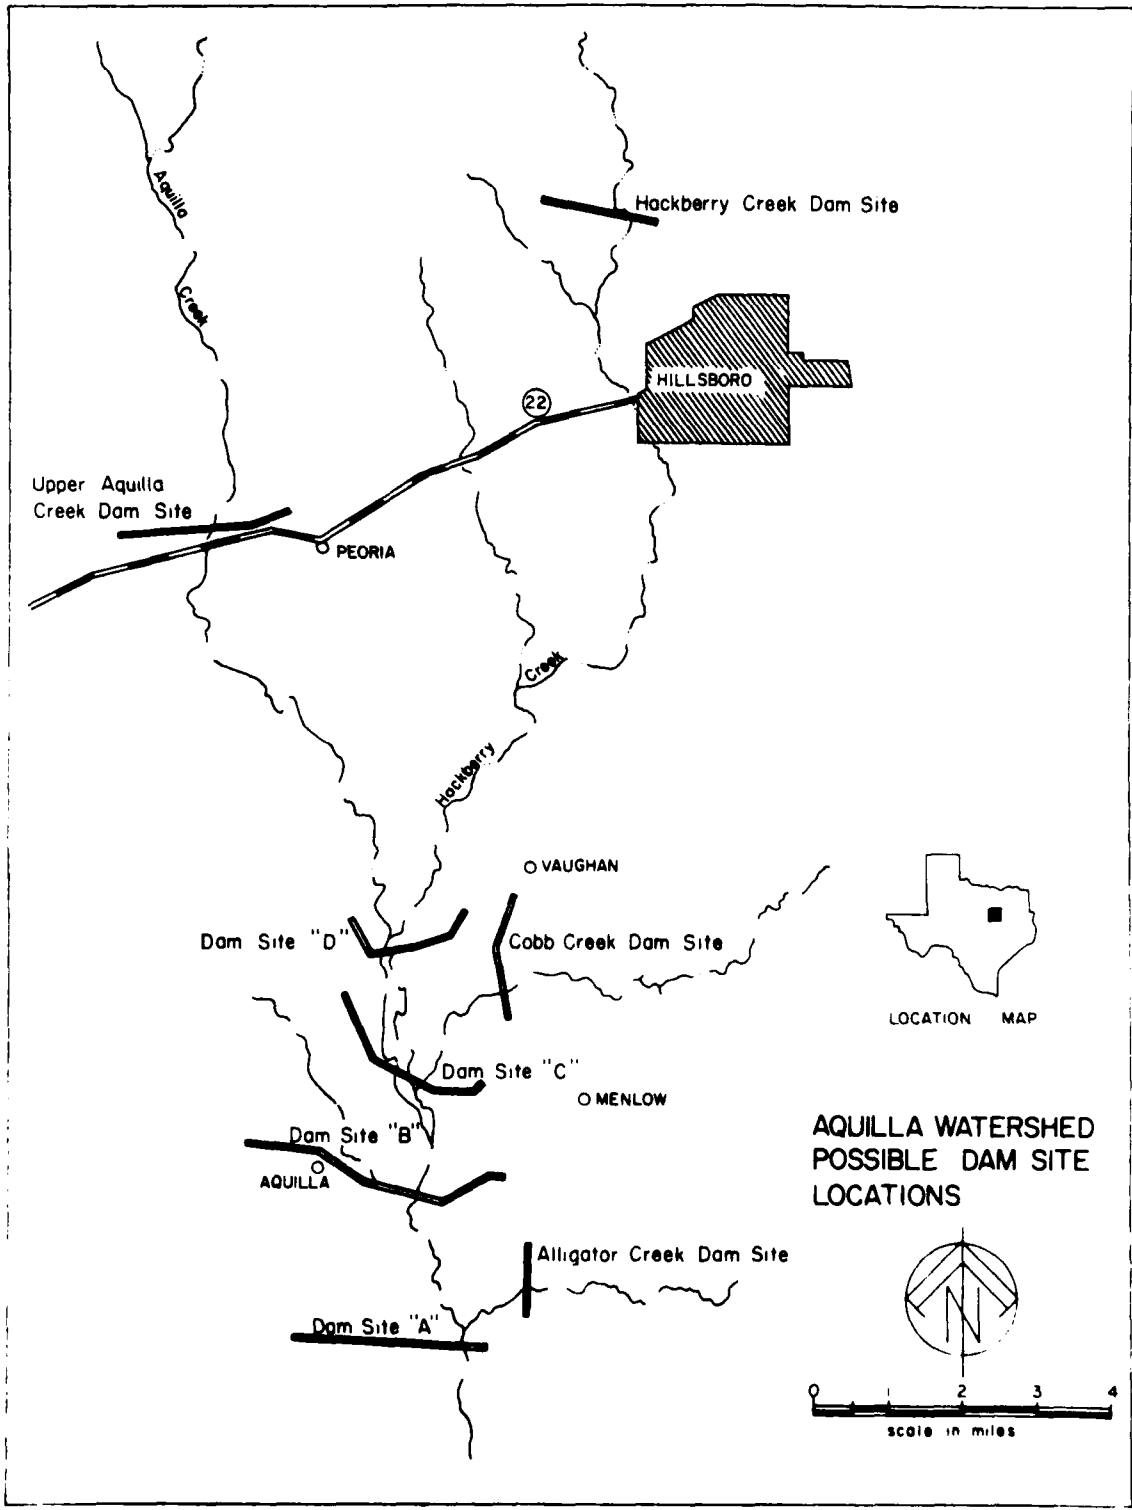 Aquilla
Creek
Hackberry Creek Dam Site
HILLSBORO
22
Upper Aquilla
Creek Dam Site
PEORIA
Creek
Hackberry
VAUGHAN
Dam Site "D"
Cobb Creek Dam Site
LOCATION MAP
Dam Site "C"
MENLOW
AQUILLA WATERSHED
POSSIBLE DAM SITE
LOCATIONS
Dam Site "B"
AQUILLA
Alligator Creek Dam Site
N
Dam Site "A"
0 1 2 3 4
scale in miles